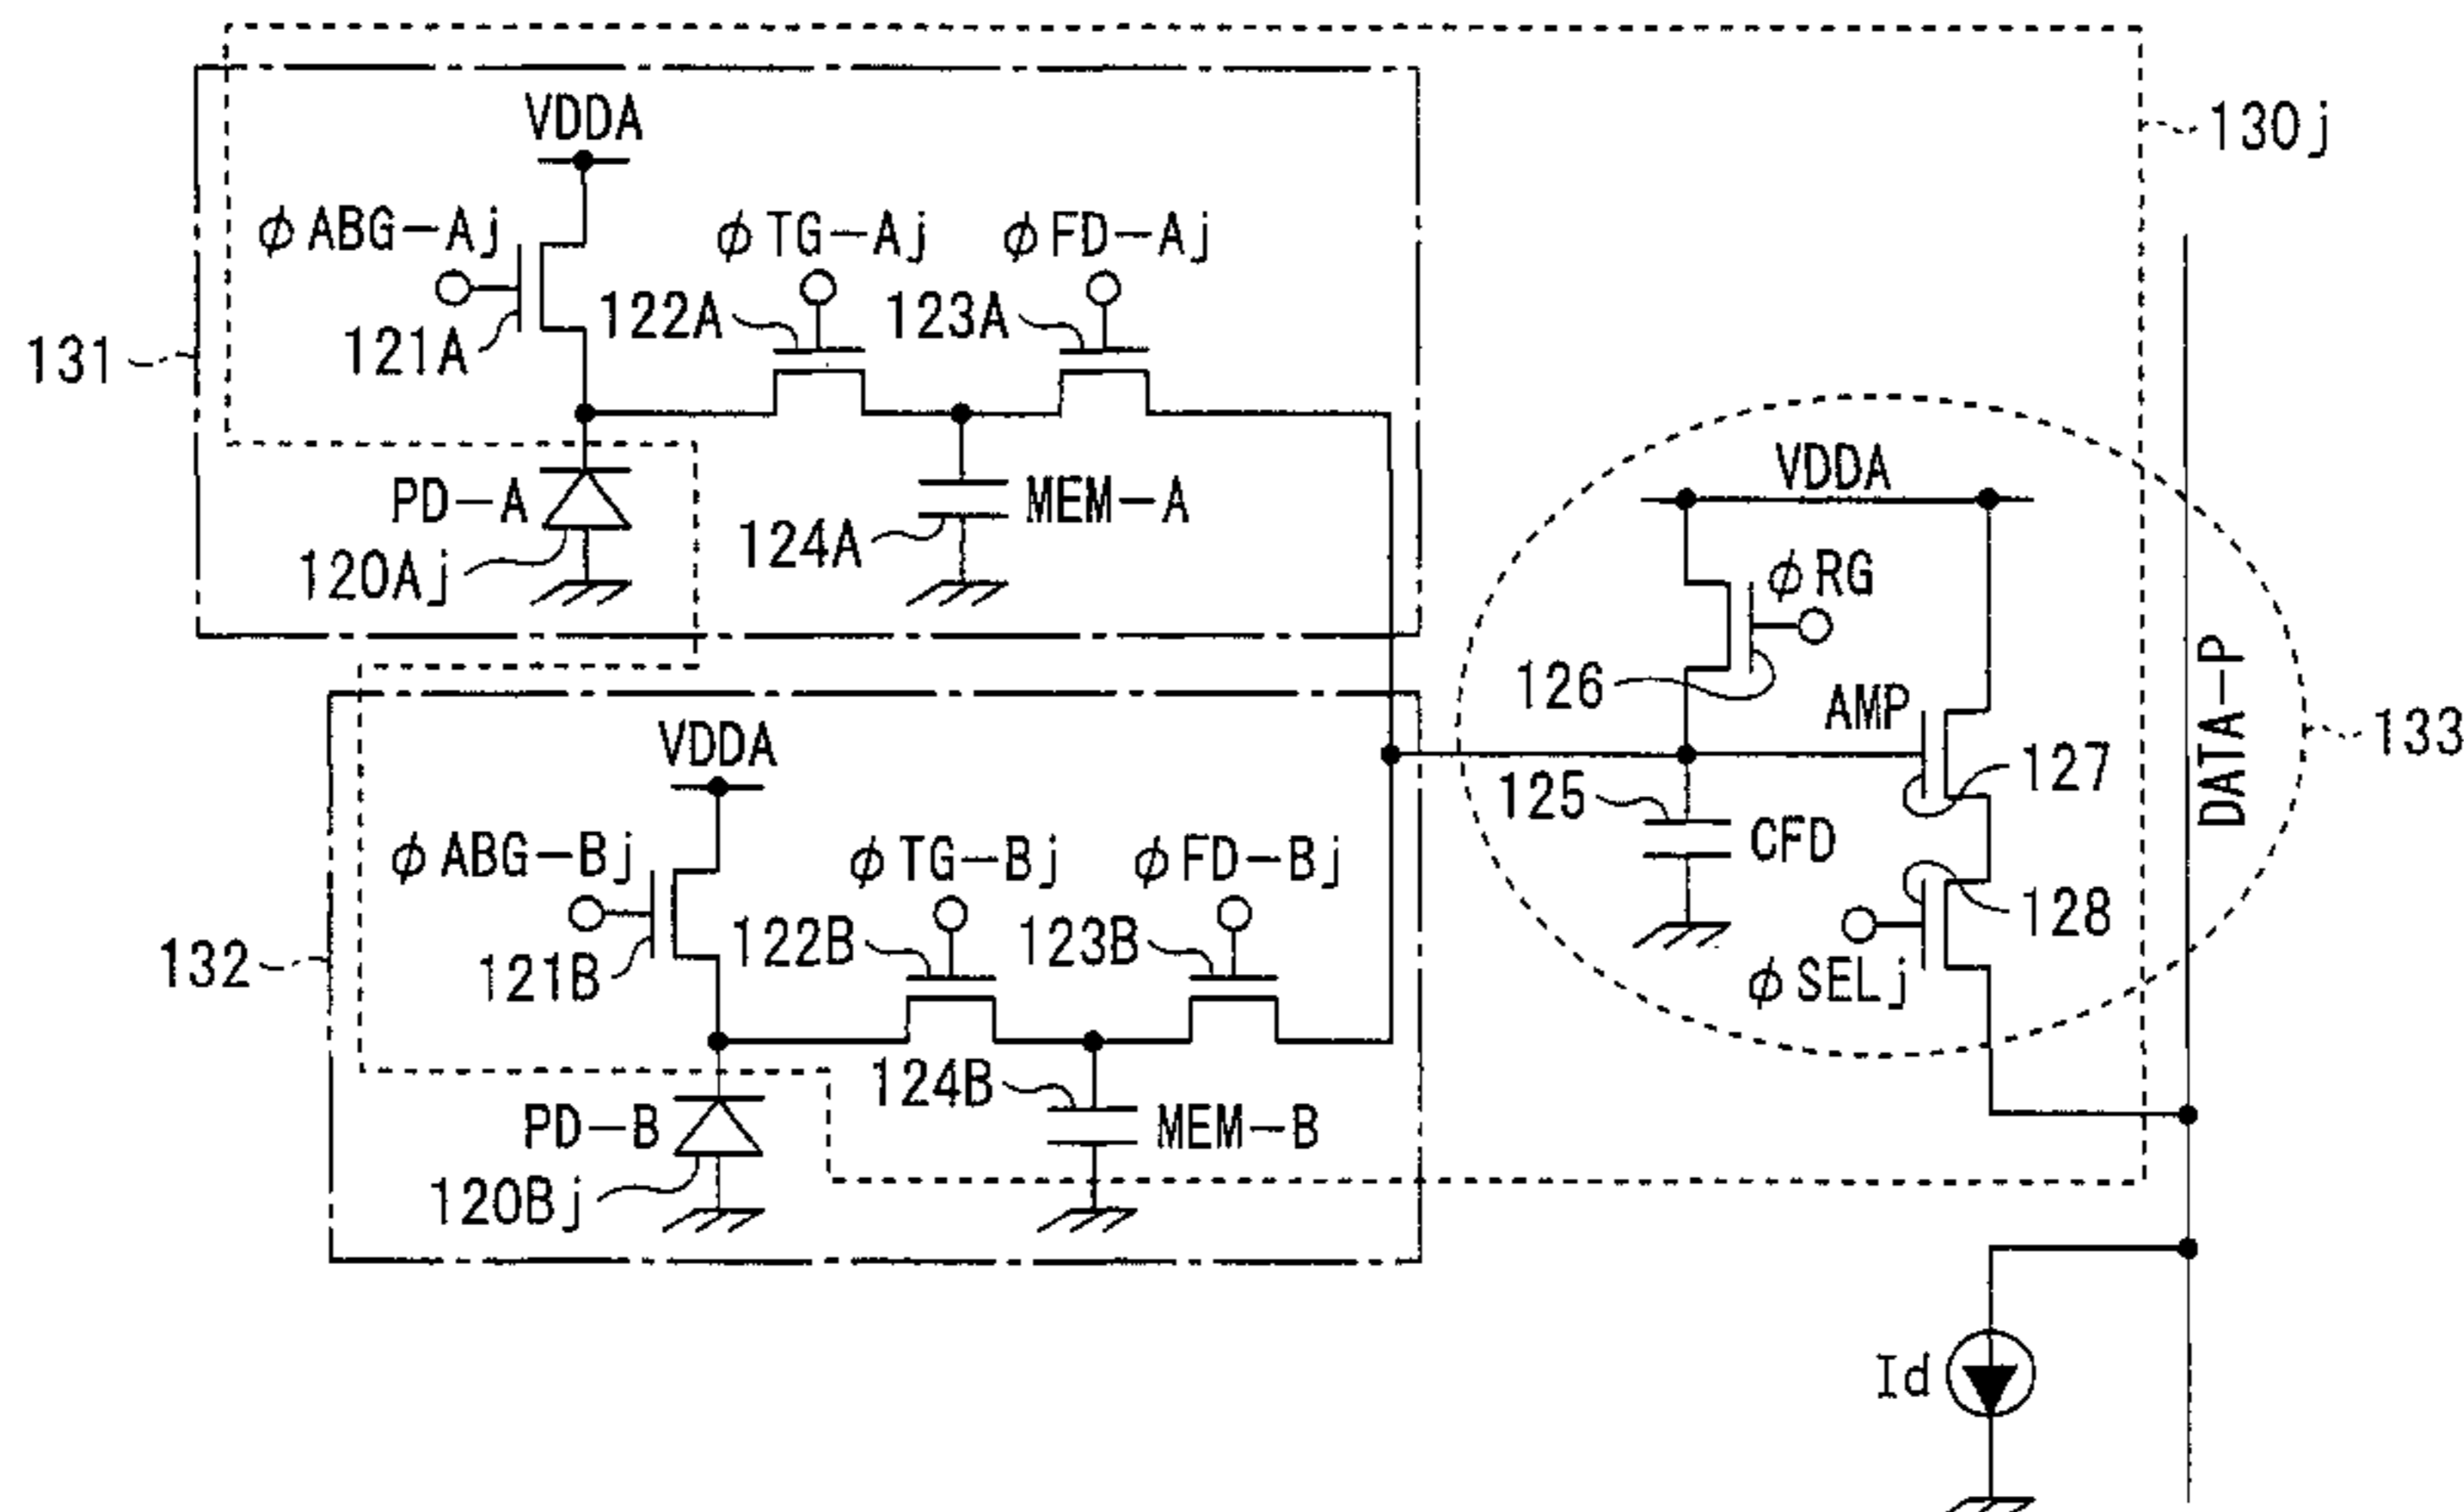 130j
VDDA
φABG-Aj
φTG-Aj
φFD-Aj
121A
122A
123A
131
PD-A
120Aj
124A
MEM-A
VDDA
φRG
126
AMP
127
133
DATA-P
125
CFD
128
φSELj
VDDA
φABG-Bj
φTG-Bj
φFD-Bj
121B
122B
123B
132
PD-B
120Bj
124B
MEM-B
Id